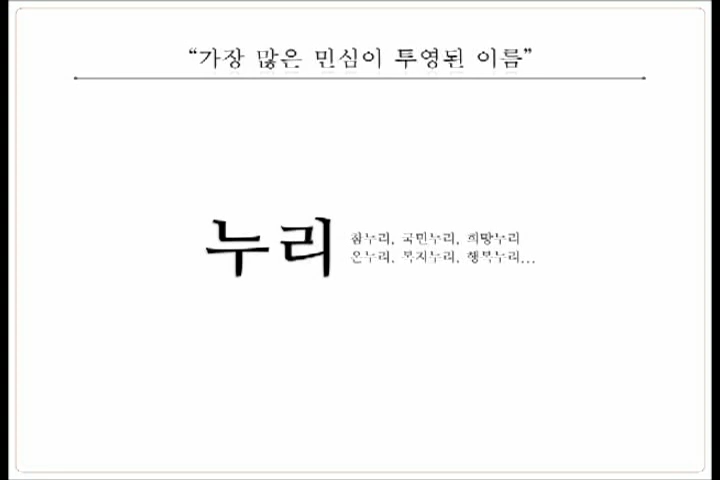 “가장 많은 민심이 투영된 이름”
누리
참누리, 국민누리, 희망누리
온누리, 복지누리, 행복누리...